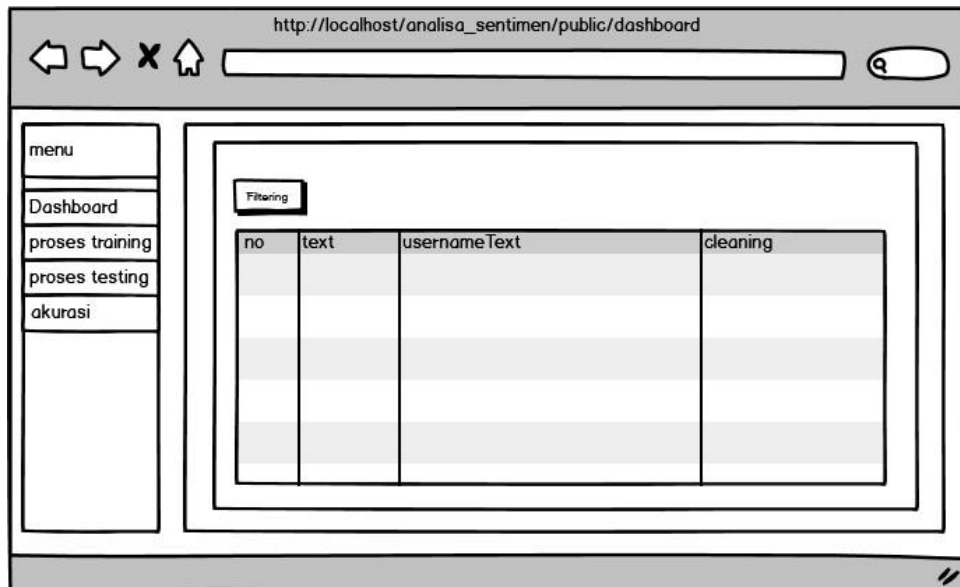 http://localhost/analisa_sentimen/public/dashboard
menu
Dashboard
proses training
proses testing
akurasi
Filtering
no text usernameText cleaning